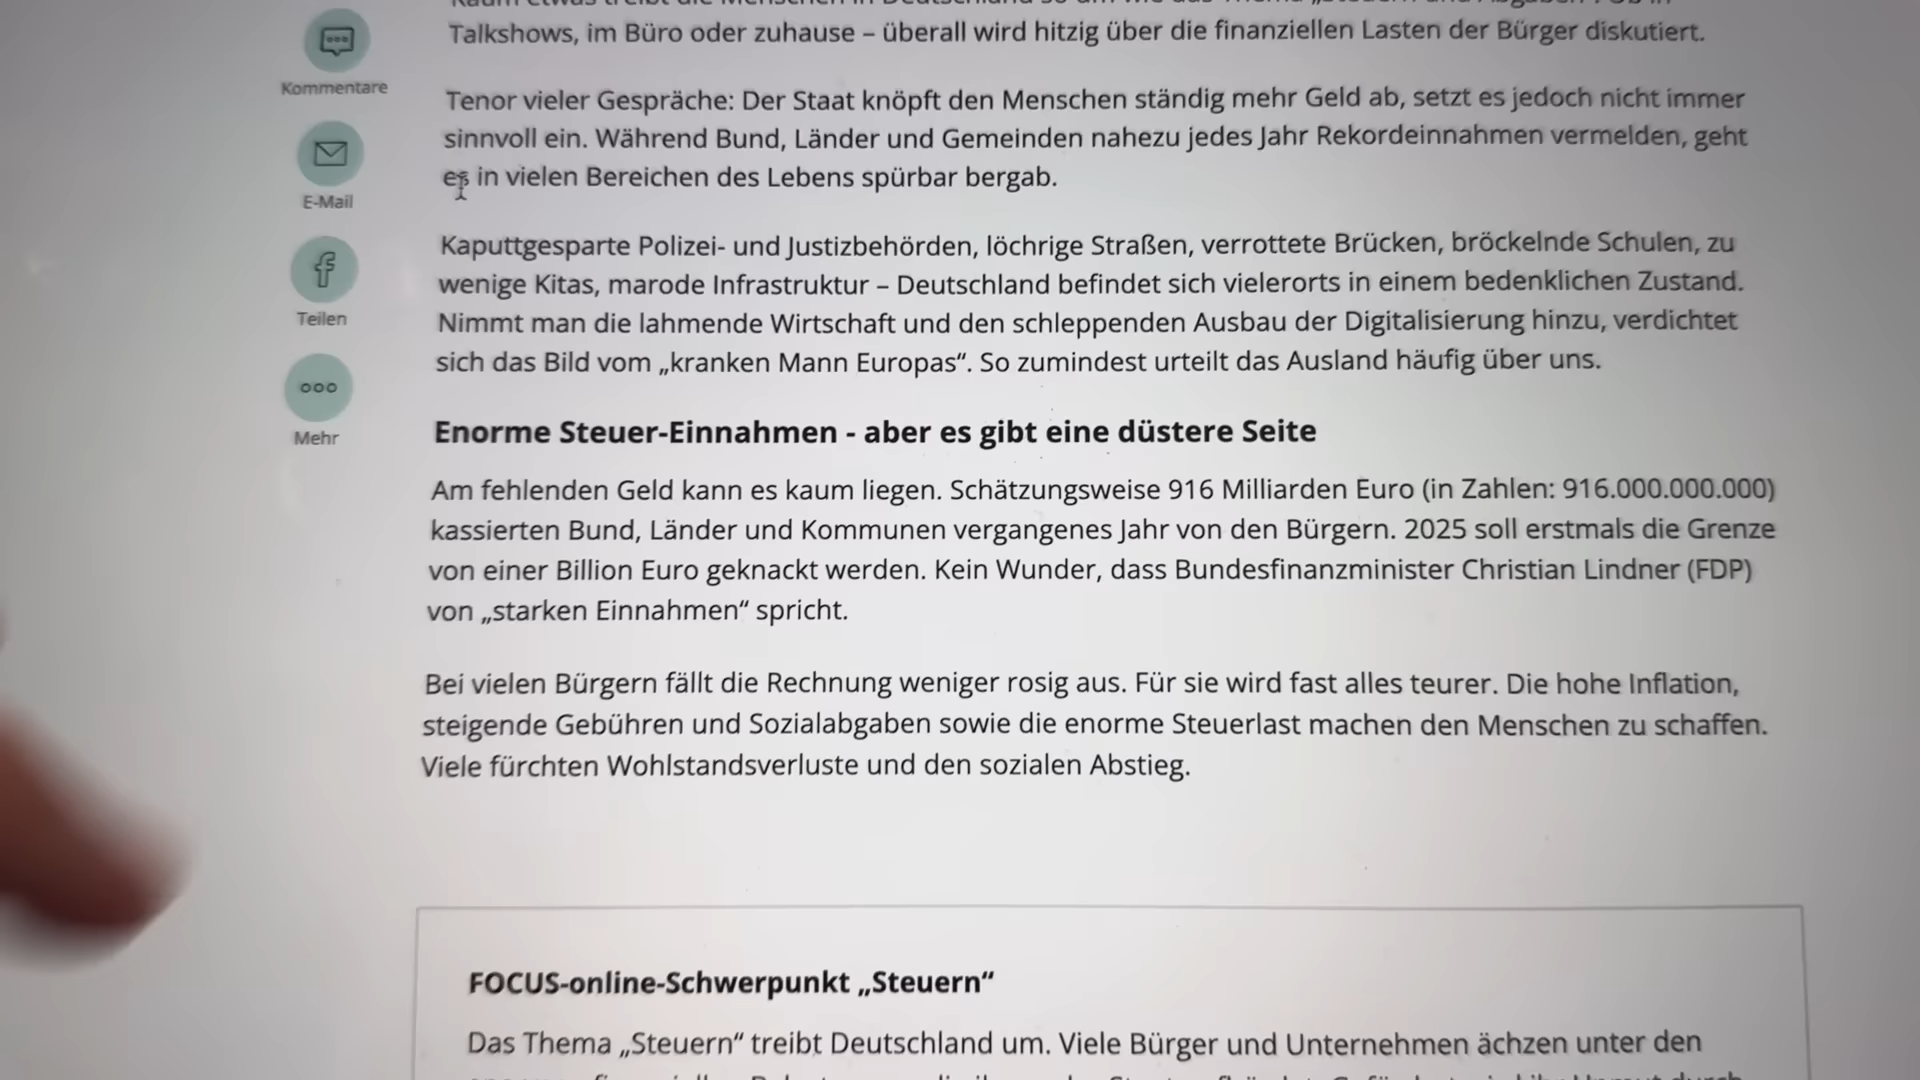 Talkshows, im Büro oder zuhause – überall wird hitzig über die finanziellen Lasten der Bürger diskutiert.
Kommentare
Tenor vieler Gespräche: Der Staat knöpft den Menschen ständig mehr Geld ab, setzt es jedoch nicht immer
sinnvoll ein. Während Bund, Länder und Gemeinden nahezu jedes Jahr Rekordeinnahmen vermelden, geht
es in vielen Bereichen des Lebens spürbar bergab.
E-Mail
Kaputtgesparte Polizei- und Justizbehörden, löchrige Straßen, verrottete Brücken, bröckelnde Schulen, zu
wenige Kitas, marode Infrastruktur – Deutschland befindet sich vielerorts in einem bedenklichen Zustand.
Nimmt man die lahmende Wirtschaft und den schleppenden Ausbau der Digitalisierung hinzu, verdichtet
sich das Bild vom „kranken Mann Europas“. So zumindest urteilt das Ausland häufig über uns.
Teilen
Mehr
Enorme Steuer-Einnahmen - aber es gibt eine düstere Seite
Am fehlenden Geld kann es kaum liegen. Schätzungsweise 916 Milliarden Euro (in Zahlen: 916.000.000.000)
kassierten Bund, Länder und Kommunen vergangenes Jahr von den Bürgern. 2025 soll erstmals die Grenze
von einer Billion Euro geknackt werden. Kein Wunder, dass Bundesfinanzminister Christian Lindner (FDP)
von „starken Einnahmen“ spricht.
Bei vielen Bürgern fällt die Rechnung weniger rosig aus. Für sie wird fast alles teurer. Die hohe Inflation,
steigende Gebühren und Sozialabgaben sowie die enorme Steuerlast machen den Menschen zu schaffen.
Viele fürchten Wohlstandsverluste und den sozialen Abstieg.
FOCUS-online-Schwerpunkt „Steuern“
Das Thema „Steuern“ treibt Deutschland um. Viele Bürger und Unternehmen ächzen unter den